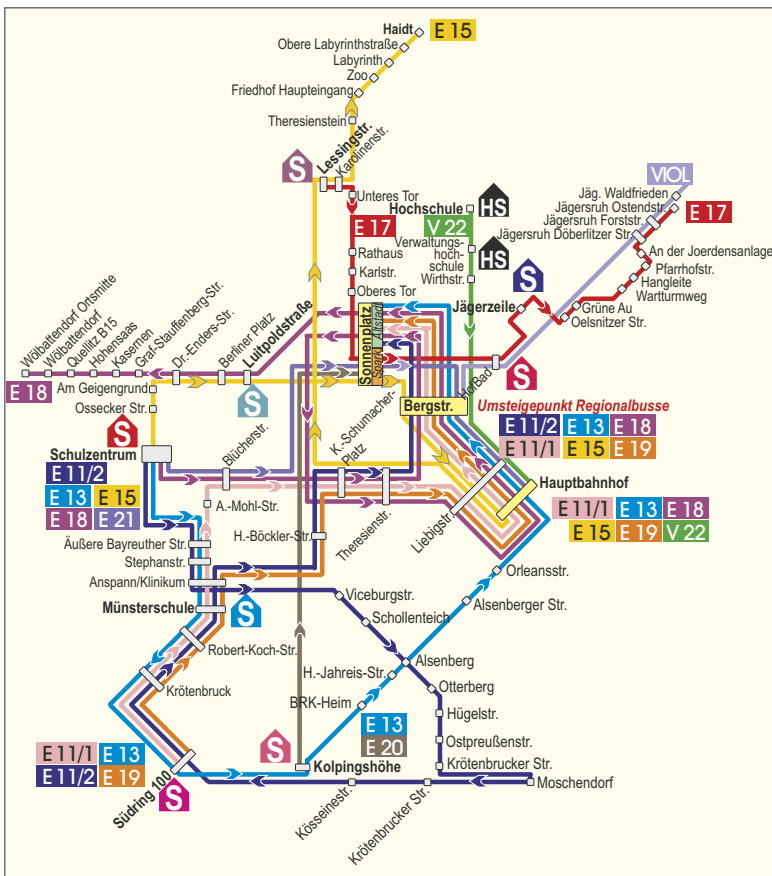 Haidt
E 15
Obere Labyrinthstraße
Labyrinth
Zoo
Friedhof Haupteingang
Theresienstein
Lessingstr.
Karolinenstr.
S
Unteres Tor
E 17
Rathaus
Karlstr.
Oberes Tor
Hochschule
HS
V 22
Verwaltungs-
hoch-
schule
HS
Wirthstr.
VIOL
Jäg. Waldfrieden
Jägersruh Ostendstr.
E 17
Jägersruh Forststr.
Jägersruh Döberlitzer Str.
An der Joerdensanlage
Pfarrhofstr.
Hangleite
Wartturmweg
Grüne Au
Oelsnitzer Str.
S
Jägerzeile
S
HofBad
Wölbattendorf Ortsmitte
Wölbattendorf
Quellitz B15
Hohensaas
Kasernen
Graf-Stauffenberg-Str.
Dr.-Enders-Str.
Berliner Platz
Luitpoldstraße
E 18
Am Geigengrund
Ossecker Str.
S
S
Sonnenplatz
Altstadt
Spark.
Bergstr.
Umsteigepunkt Regionalbusse
E 11/2 E 13 E 18
E 11/1 E 15 E 19
Hauptbahnhof
E 11/1 E 13 E 18
E 15 E 19 V 22
Schulzentrum
E 11/2
E 13 E 15
E 18 E 21
Blücherstr.
K.-Schumacher-
Platz
Theresienstr.
Liebigstr.
A.-Mohl-Str.
H.-Böckler-Str.
Äußere Bayreuther Str.
Stephanstr.
Anspann/Klinikum
Münsterschule
S
Robert-Koch-Str.
Krötenbruck
Orleansstr.
Alsenberger Str.
Viceburgstr.
Schollenteich
Alsenberg
H.-Jahreis-Str.
Otterberg
BRK-Heim
Hügelstr.
Ostpreußenstr.
Krötenbrucker Str.
Moschendorf
E 13
E 20
S
Kolpingshöhe
E 11/1 E 13
E 11/2 E 19
S
Südring 100
Kösseinestr.
Krötenbrucker Str.